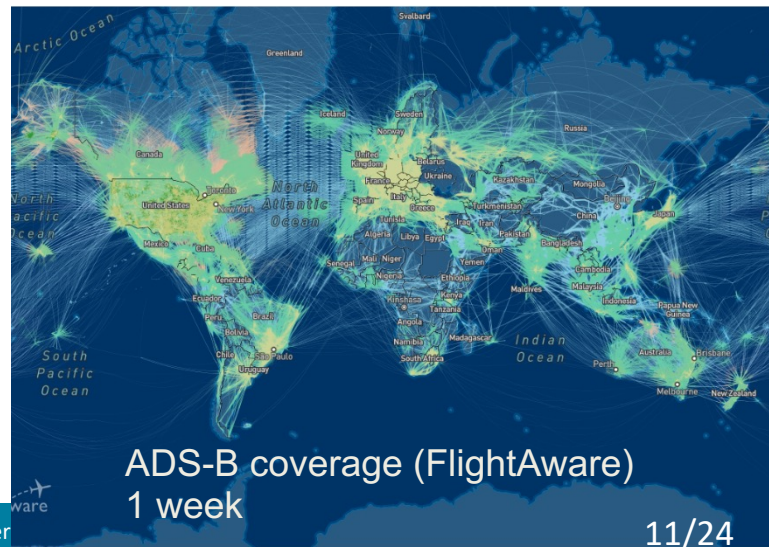 Svalbard
Arctic Ocean
Greenland
Iceland
Sweden
Norway
Russia
Canada
United
Kingdom
Belarus
Ukraine
France
Kazakhstan
Mongolia
Toronto
North
Atlantic
Ocean
Spain
Italy
Greece
Turkmenistan
Beijing
North
Pacific
Ocean
United States
New York
Tunisia
Iraq
Iran
China
Japan
Algeria
Libya
Egypt
Pakistan
Mexico
Cuba
Oman
Bangladesh
Senegal
Mali
Niger
Yemen
Cambodia
Venezuela
Nigeria
Ethiopia
Malaysia
Maldives
Ecuador
Kinshasa
Kenya
Indonesia
Papua New
Guinea
Peru
Brazil
Tanzania
Angola
Bolivia
Namibia
Madagascar
Indian
Ocean
South
Pacific
Ocean
Chile
São Paulo
South Africa
Australia
Brisbane
Uruguay
Perth
Melbourne
New Zealand
ADS-B coverage (FlightAware)
1 week
ware
er
11/24